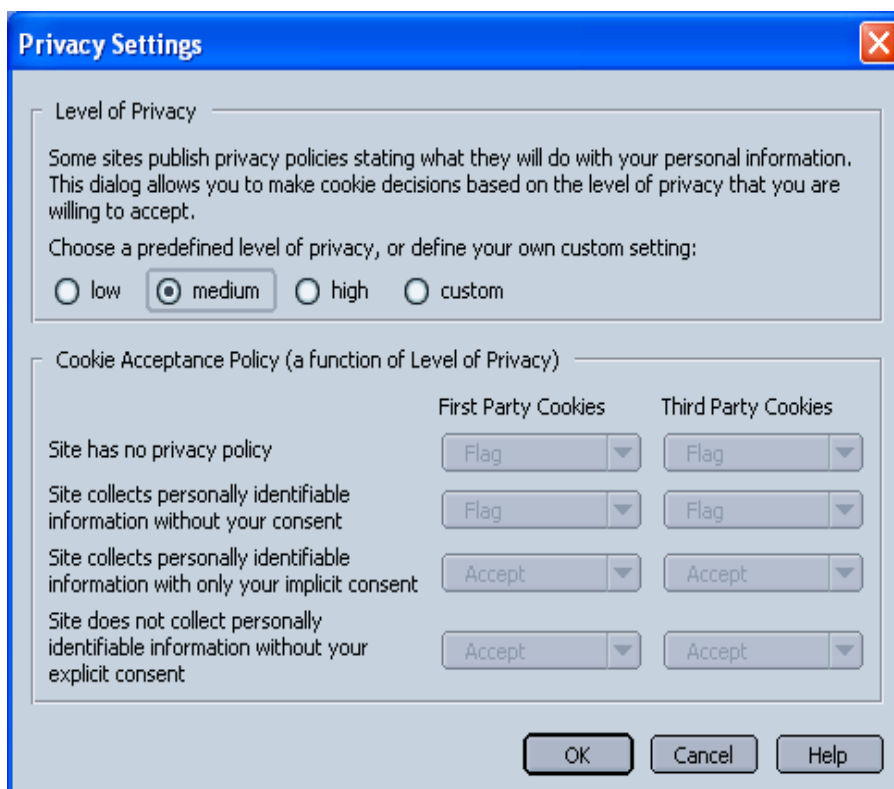 Privacy Settings
Level of Privacy
Some sites publish privacy policies stating what they will do with your personal information.
This dialog allows you to make cookie decisions based on the level of privacy that you are
willing to accept.
Choose a predefined level of privacy, or define your own custom setting:
low medium high custom
Cookie Acceptance Policy (a function of Level of Privacy)
First Party Cookies Third Party Cookies
Site has no privacy policy Flag Flag
Site collects personally identifiable
information without your consent Flag Flag
Site collects personally identifiable
information with only your implicit consent Accept Accept
Site does not collect personally
identifiable information without your Accept Accept
explicit consent
OK Cancel Help